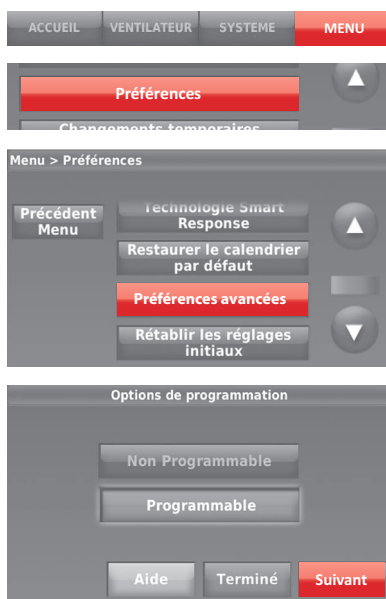 ACCUEIL VENTILATEUR SYSTEME MENU
Préférences
Changements temporaires
Menu > Préférences
Précédent
Menu
Technologie Smart
Response
Restaurer le calendrier
par défaut
Préférences avancées
Rétablir les réglages
initiaux
Options de programmation
Non Programmable
Programmable
Aide Terminé Suivant